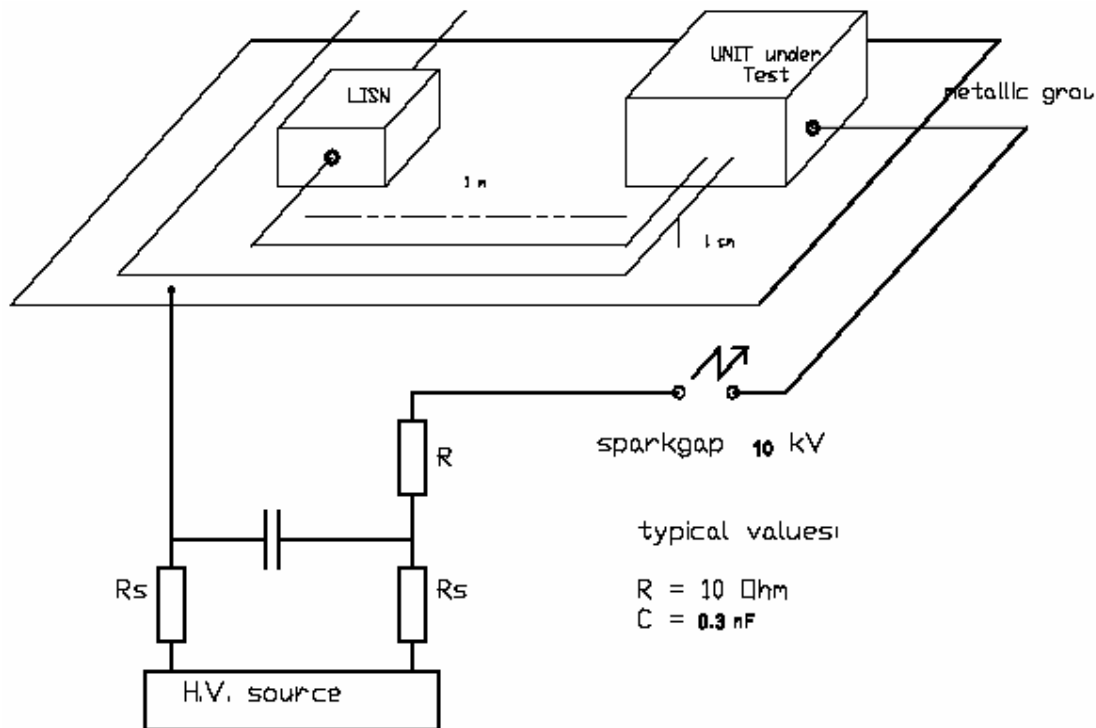 UNIT under
Test
LISN
metallic grou
1 m
1 cm
R
sparkgap 10 kV
typical values:
Rs
Rs
R = 10 Ohm
C = 0.3 nF
H.V. source